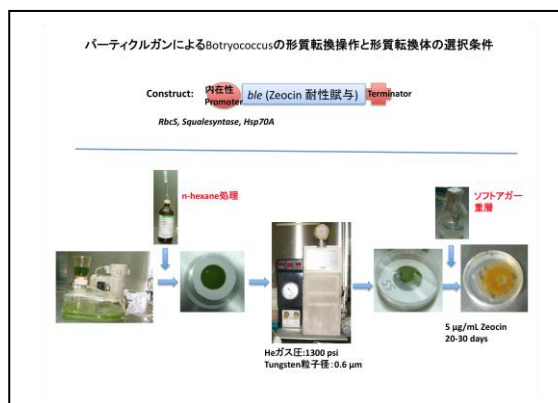 パーティクルガンによるBotryococcusの形質転換操作と形質転換体の選択条件
Construct:
内在性
Promoter
ble (Zeocin 耐性賦与)
Terminator
RbcS, Squalesyntase, Hsp70A
n-hexane処理
ソフトアガー
重層
Heガス圧:1300 psi
Tungsten粒子径:0.6 μm
5 μg/mL Zeocin
20-30 days